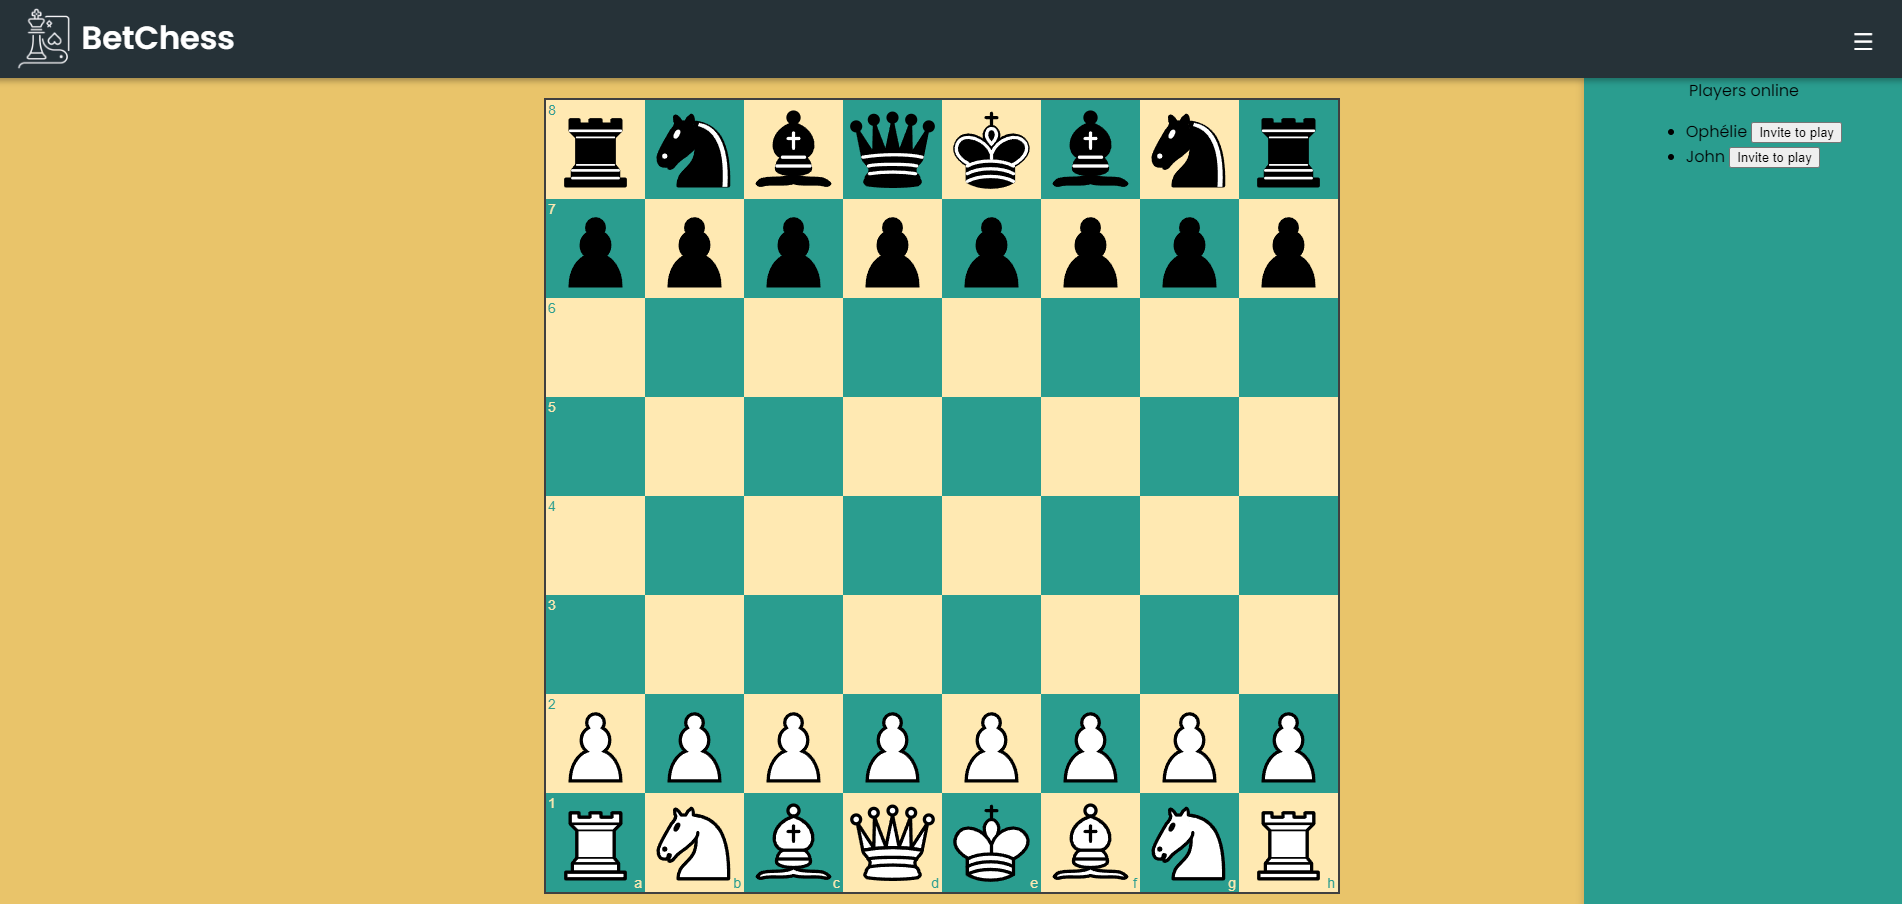 BetChess
Players online
Ophélie Invite to play
John Invite to play
8
7
6
5
4
3
2
1
a b c d e f g h